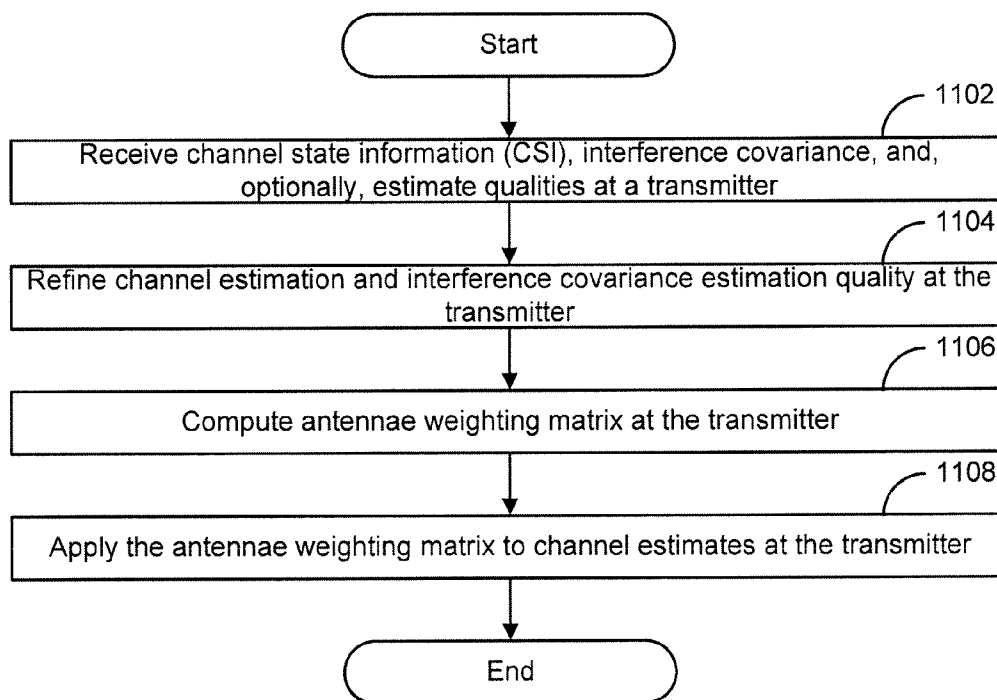 Start
1102
Receive channel state information (CSI), interference covariance, and,
optionally, estimate qualities at a transmitter
1104
Refine channel estimation and interference covariance estimation quality at the
transmitter
1106
Compute antennae weighting matrix at the transmitter
1108
Apply the antennae weighting matrix to channel estimates at the transmitter
End